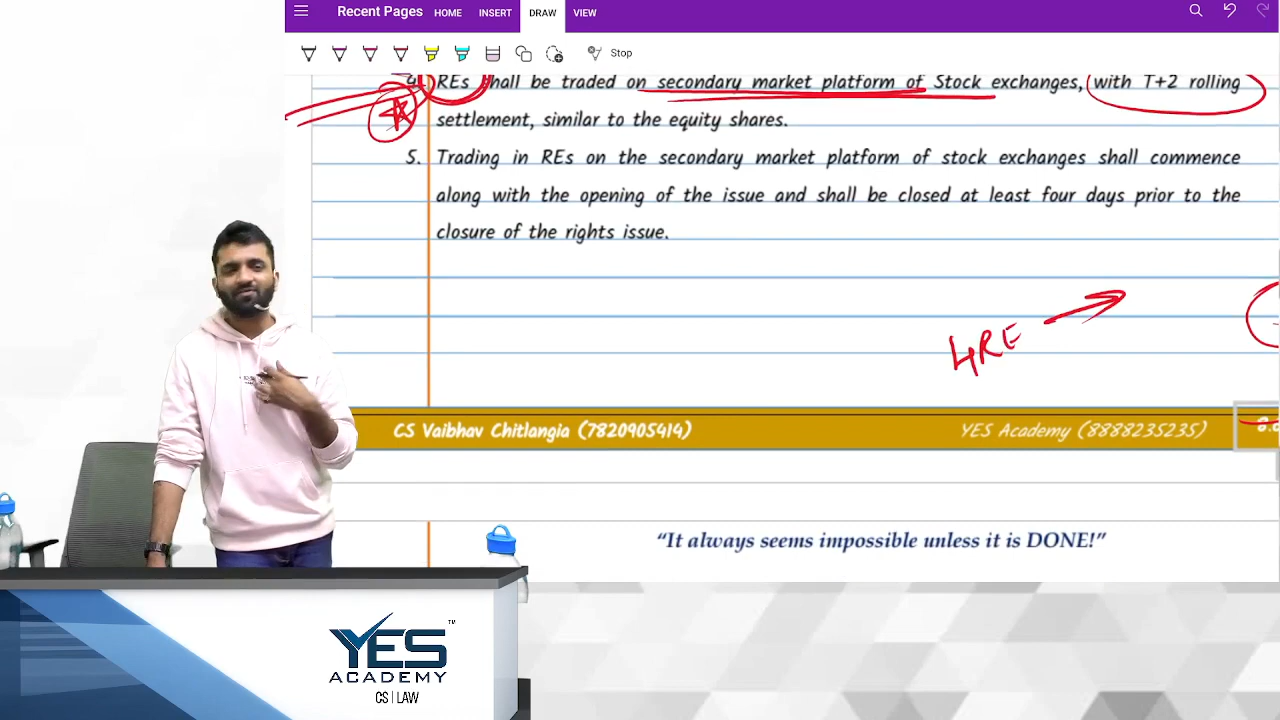 Recent Pages HOME INSERT DRAW VIEW
Stop
4. REs shall be traded on secondary market platform of Stock exchanges, with T+2 rolling
settlement, similar to the equity shares.
5. Trading in REs on the secondary market platform of stock exchanges shall commence
along with the opening of the issue and shall be closed at least four days prior to the
closure of the rights issue.
4RE
CS Vaibhav Chitlangia (7820905414) YES Academy (8888235235)
"It always seems impossible unless it is DONE!"
YES
ACADEMY
CS | LAW
TM